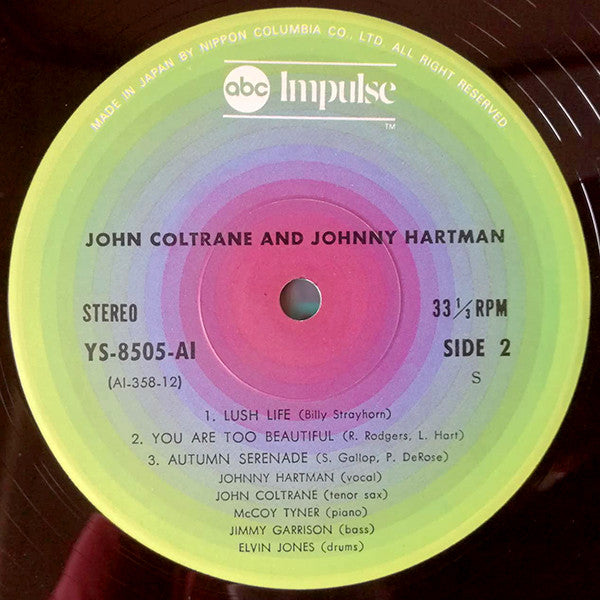 MADE IN JAPAN BY NIPPON COLUMBIA CO., LTD. ALL RIGHT RESERVED
abc Impulse
TM
JOHN COLTRANE AND JOHNNY HARTMAN
STEREO 33 1/3 RPM
YS-8505-AI SIDE 2
(AI-358-12) S
1. LUSH LIFE (Billy Strayhorn)
2. YOU ARE TOO BEAUTIFUL (R. Rodgers, L. Hart)
3. AUTUMN SERENADE (S. Gallop, P. DeRose)
JOHNNY HARTMAN (vocal)
JOHN COLTRANE (tenor sax)
McCOY TYNER (piano)
JIMMY GARRISON (bass)
ELVIN JONES (drums)